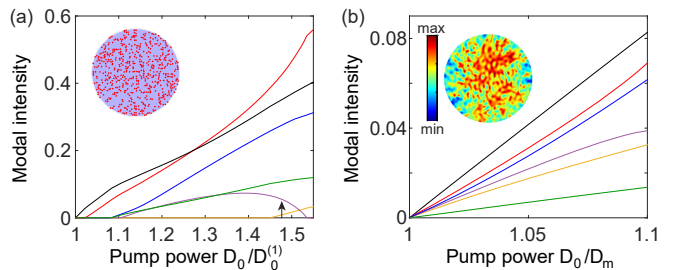 (a)
0.6
0.4
0.2
0
Modal intensity
1 1.1 1.2 1.3 1.4 1.5
Pump power D₀/D₀⁽¹⁾
(b)
max
min
0.08
0.04
0
Modal intensity
1 1.05 1.1
Pump power D₀/Dₘ